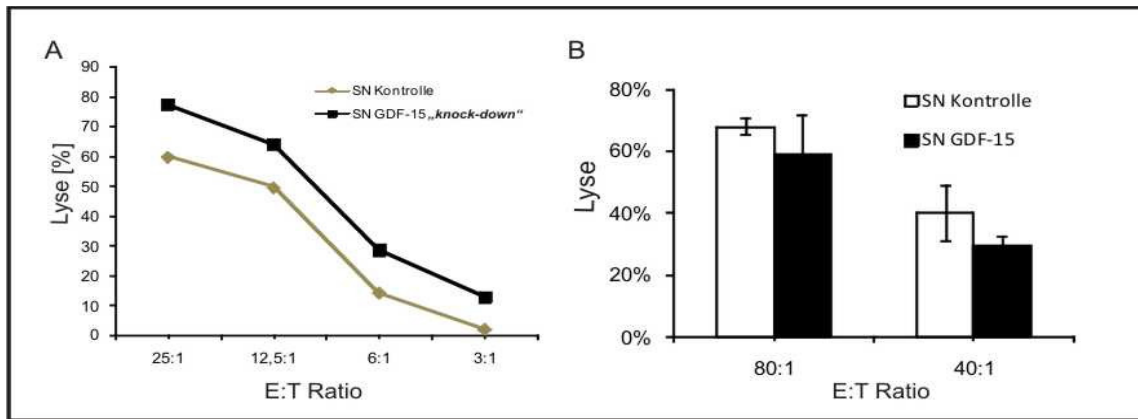 A
90
80
70
60
50
40
30
20
10
0
Lyse [%]
SN Kontrolle
SN GDF-15 „knock-down“
25:1 12,5:1 6:1 3:1
E:T Ratio
B
80%
60%
40%
20%
0%
Lyse
SN Kontrolle
SN GDF-15
80:1 40:1
E:T Ratio